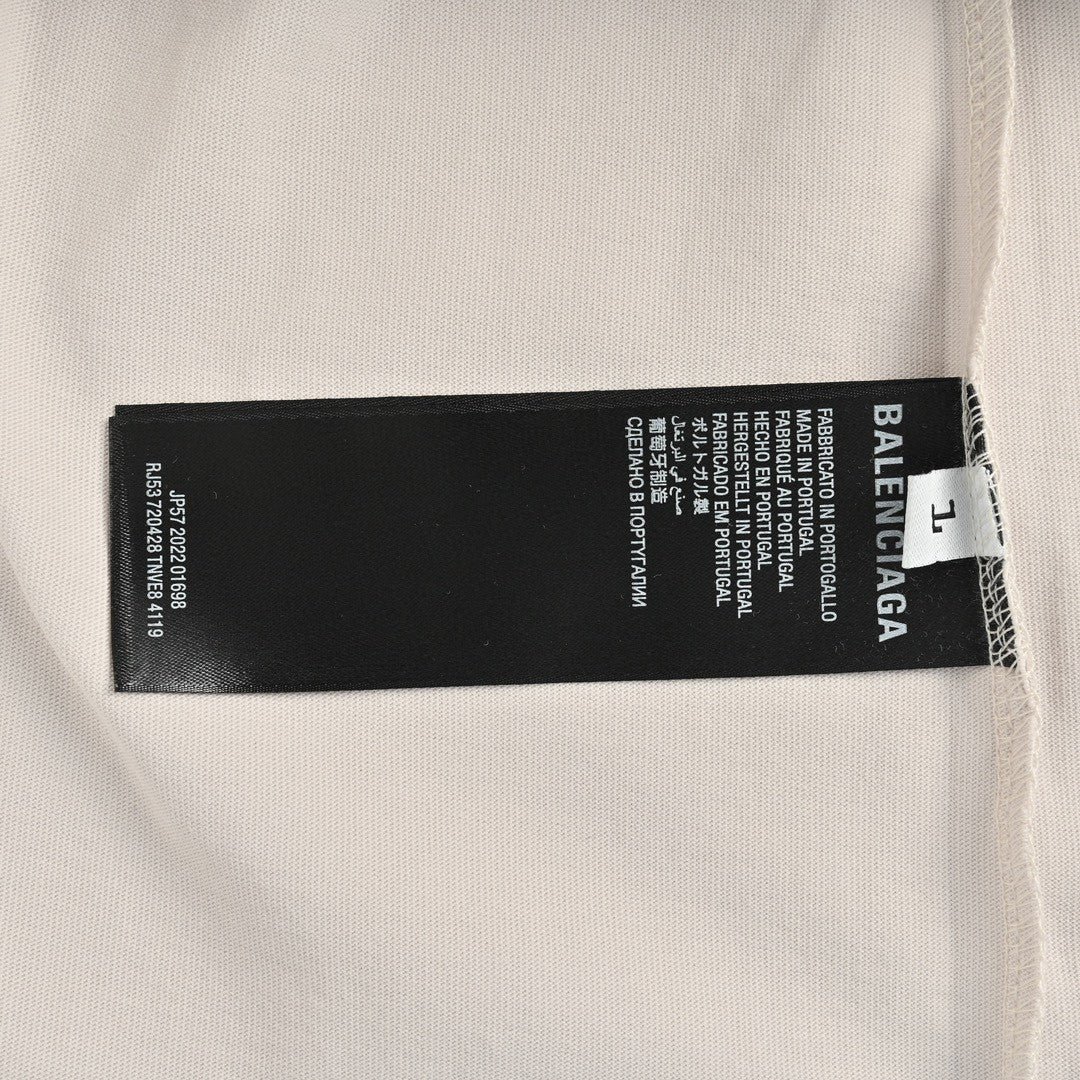 BALENCIAGA
1
FABBRICATO IN PORTOGALLO
MADE IN PORTUGAL
FABRIQUÉ AU PORTUGAL
HECHO EN PORTUGAL
HERGESTELLT IN PORTUGAL
FABRICADO EM PORTUGAL
ポルトガル製
صنع في البرتغال
葡萄牙制造
СДЕЛАНО В ПОРТУГАЛИИ
JP57 2022 01698
RJ53 720428 TNVE8 4119